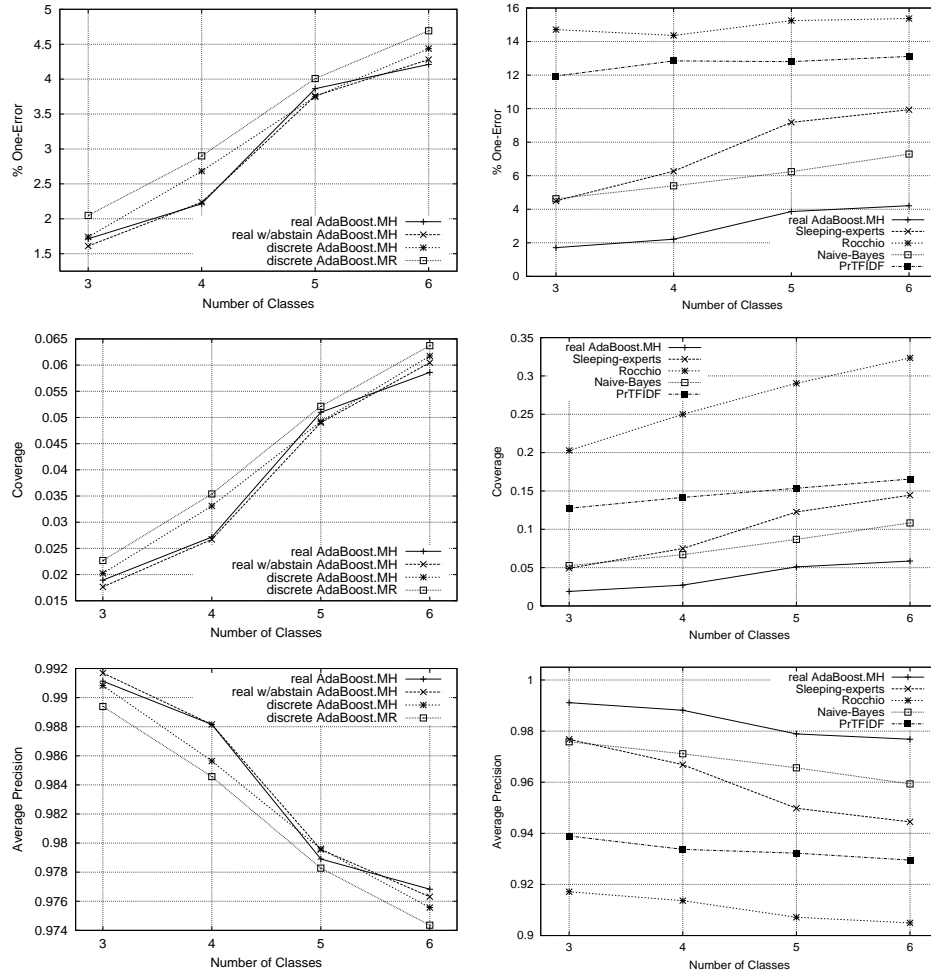 5
4.5
4
3.5
3
2.5
2
1.5
% One-Error
3 4 5 6
Number of Classes
real AdaBoost.MH
real w/abstain AdaBoost.MH
discrete AdaBoost.MH
discrete AdaBoost.MR
16
14
12
10
8
6
4
2
0
% One-Error
3 4 5 6
Number of Classes
real AdaBoost.MH
Sleeping-experts
Rocchio
Naive-Bayes
PrTFIDF
0.065
0.06
0.055
0.05
0.045
0.04
0.035
0.03
0.025
0.02
0.015
Coverage
3 4 5 6
Number of Classes
real AdaBoost.MH
real w/abstain AdaBoost.MH
discrete AdaBoost.MH
discrete AdaBoost.MR
0.35
0.3
0.25
0.2
0.15
0.1
0.05
0
Coverage
3 4 5 6
Number of Classes
real AdaBoost.MH
Sleeping-experts
Rocchio
Naive-Bayes
PrTFIDF
0.992
0.99
0.988
0.986
0.984
0.982
0.98
0.978
0.976
0.974
Average Precision
3 4 5 6
Number of Classes
real AdaBoost.MH
real w/abstain AdaBoost.MH
discrete AdaBoost.MH
discrete AdaBoost.MR
1
0.98
0.96
0.94
0.92
0.9
Average Precision
3 4 5 6
Number of Classes
real AdaBoost.MH
Sleeping-experts
Rocchio
Naive-Bayes
PrTFIDF